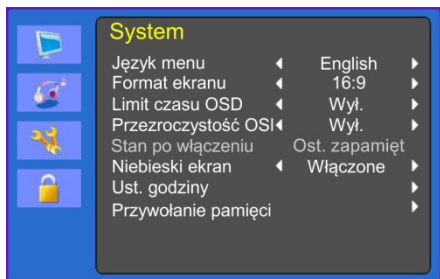 System
Język menu English
Format ekranu 16:9
Limit czasu OSD Wył.
Przezroczystość OSI Wył.
Stan po włączeniu Ost. zapamięt
Niebieski ekran Włączone
Ust. godziny
Przywołanie pamięci